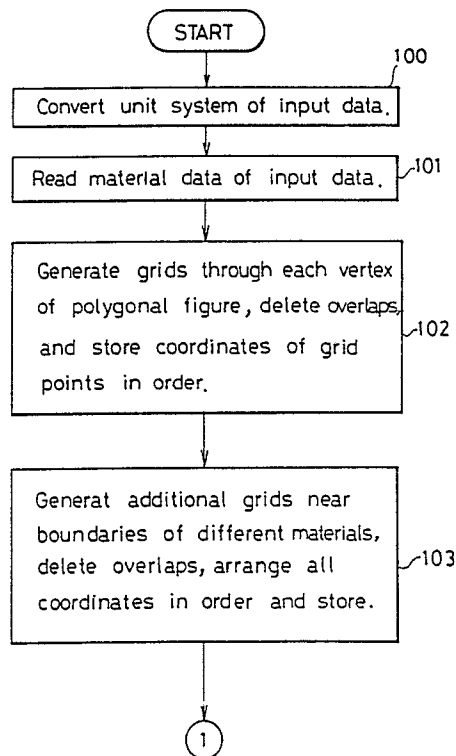 START
100
Convert unit system of input data.
Read material data of input data.
101
Generate grids through each vertex
of polygonal figure, delete overlaps,
and store coordinates of grid
points in order.
102
Generat additional grids near
boundaries of different materials,
delete overlaps, arrange all
coordinates in order and store.
103
1